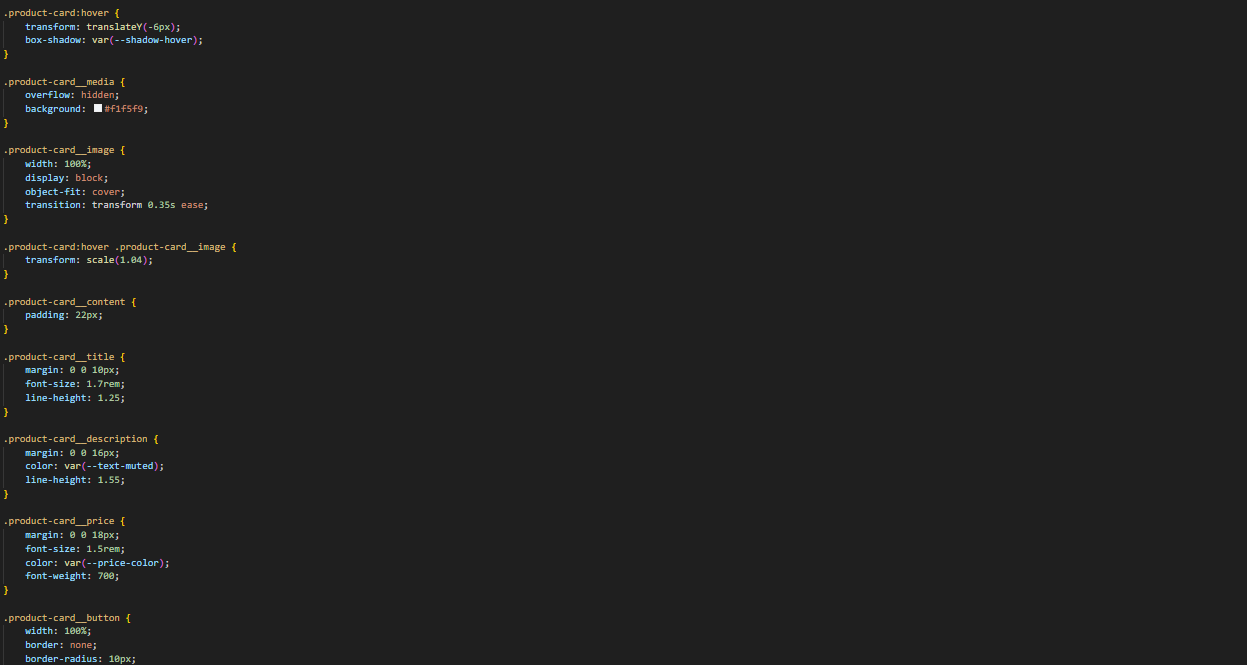 .product-card:hover {
transform: translateY(-6px);
box-shadow: var(--shadow-hover);
}
.product-card__media {
overflow: hidden;
background: #f1f5f9;
}
.product-card__image {
width: 100%;
display: block;
object-fit: cover;
transition: transform 0.35s ease;
}
.product-card:hover .product-card__image {
transform: scale(1.04);
}
.product-card__content {
padding: 22px;
}
.product-card__title {
margin: 0 0 10px;
font-size: 1.7rem;
line-height: 1.25;
}
.product-card__description {
margin: 0 0 16px;
color: var(--text-muted);
line-height: 1.55;
}
.product-card__price {
margin: 0 0 18px;
font-size: 1.5rem;
color: var(--price-color);
font-weight: 700;
}
.product-card__button {
width: 100%;
border: none;
border-radius: 10px;